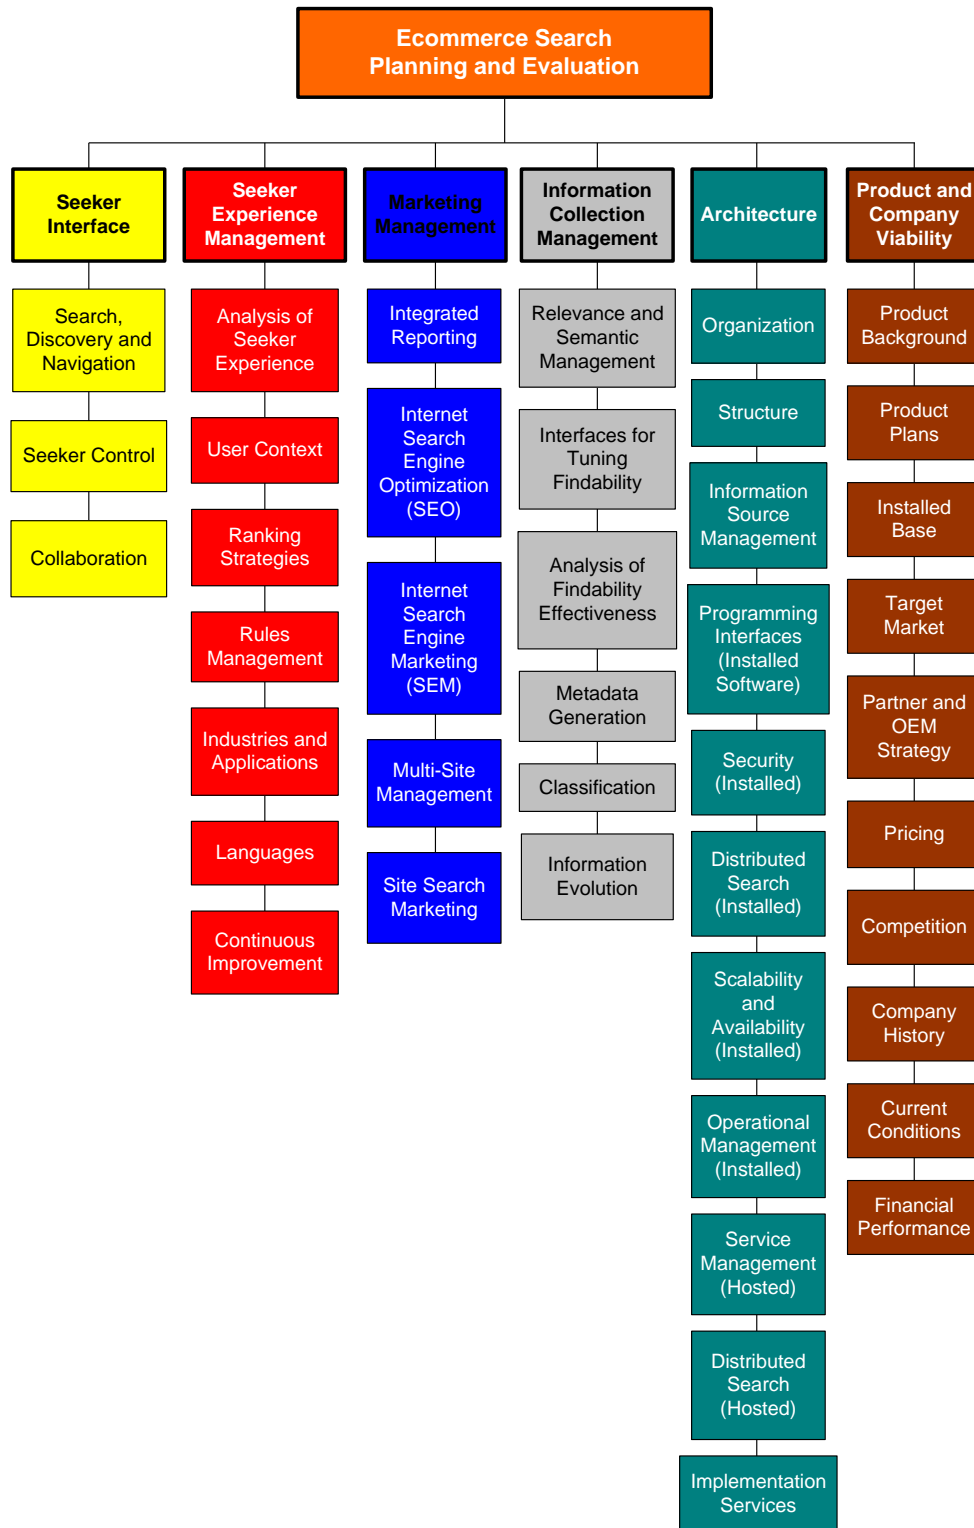 Ecommerce Search
Planning and Evaluation
Seeker
Interface
Search,
Discovery and
Navigation
Seeker Control
Collaboration
Seeker
Experience
Management
Analysis of
Seeker
Experience
User Context
Ranking
Strategies
Rules
Management
Industries and
Applications
Languages
Continuous
Improvement
Marketing
Management
Integrated
Reporting
Internet
Search
Engine
Optimization
(SEO)
Internet
Search
Engine
Marketing
(SEM)
Multi-Site
Management
Site Search
Marketing
Information
Collection
Management
Relevance and
Semantic
Management
Interfaces for
Tuning
Findability
Analysis of
Findability
Effectiveness
Metadata
Generation
Classification
Information
Evolution
Architecture
Organization
Structure
Information
Source
Management
Programming
Interfaces
(Installed
Software)
Security
(Installed)
Distributed
Search
(Installed)
Scalability
and
Availability
(Installed)
Operational
Management
(Installed)
Service
Management
(Hosted)
Distributed
Search
(Hosted)
Implementation
Services
Product and
Company
Viability
Product
Background
Product
Plans
Installed
Base
Target
Market
Partner and
OEM
Strategy
Pricing
Competition
Company
History
Current
Conditions
Financial
Performance